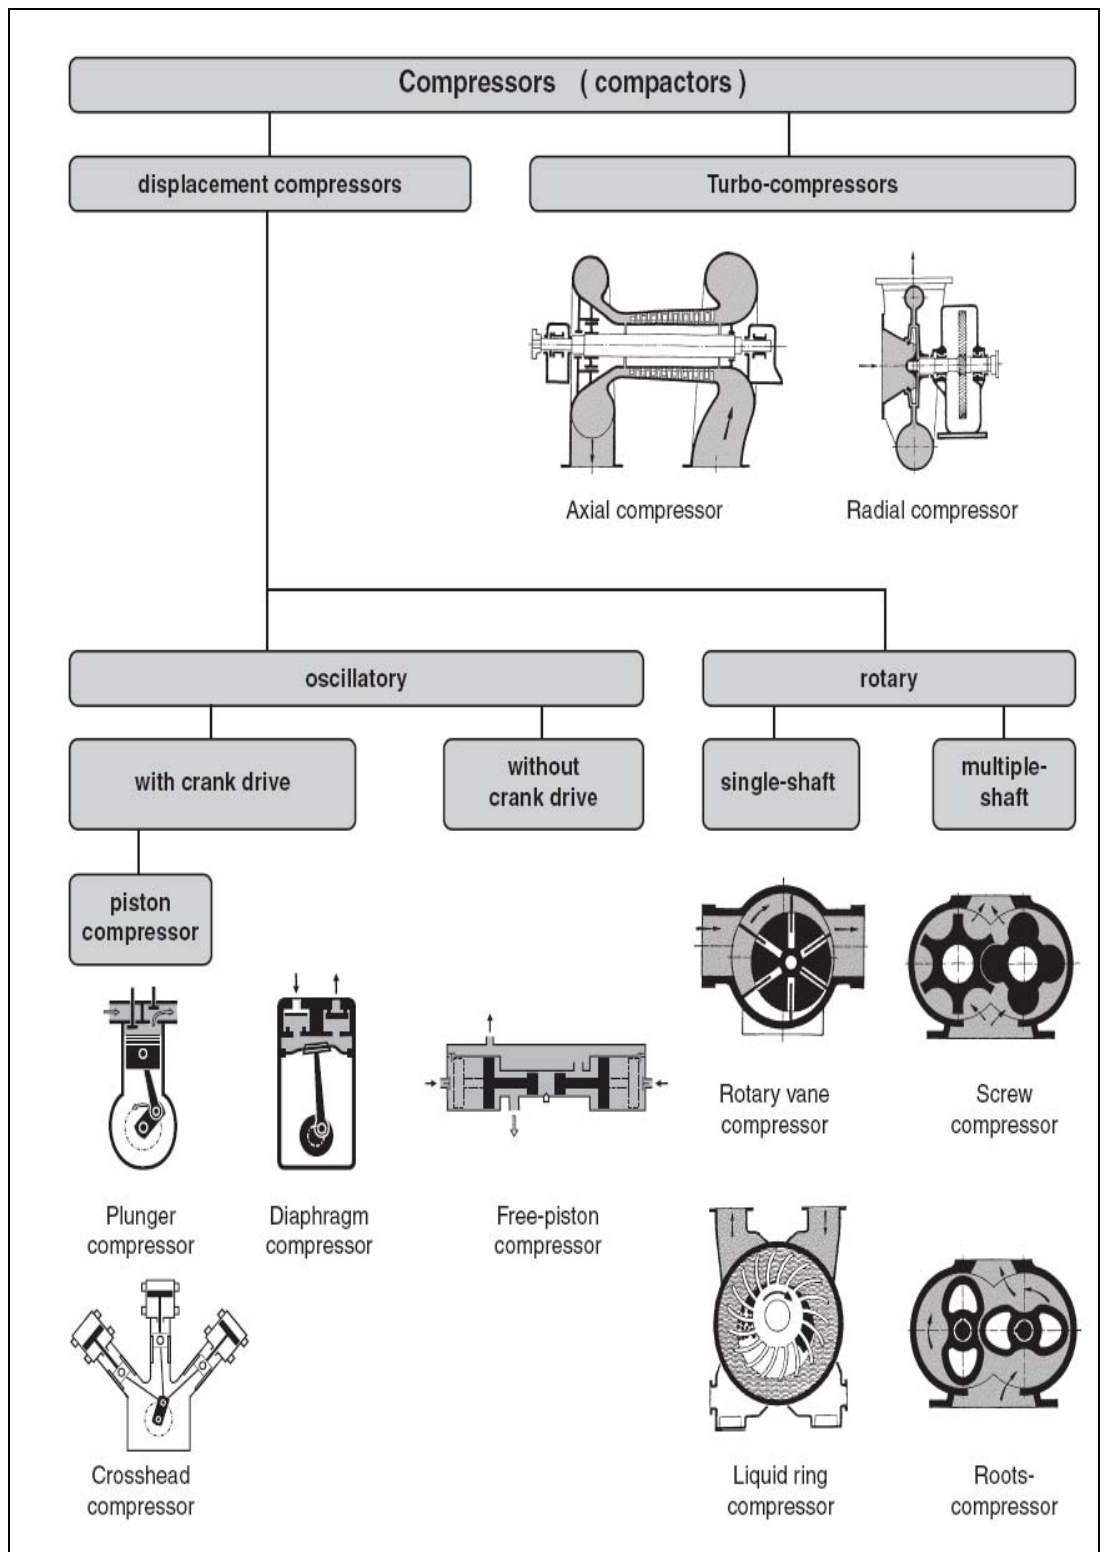 Compressors ( compactors )
displacement compressors
Turbo-compressors
Axial compressor
Radial compressor
oscillatory
rotary
with crank drive
without
crank drive
single-shaft
multiple-
shaft
piston
compressor
Rotary vane
compressor
Screw
compressor
Plunger
compressor
Diaphragm
compressor
Free-piston
compressor
Crosshead
compressor
Liquid ring
compressor
Roots-
compressor